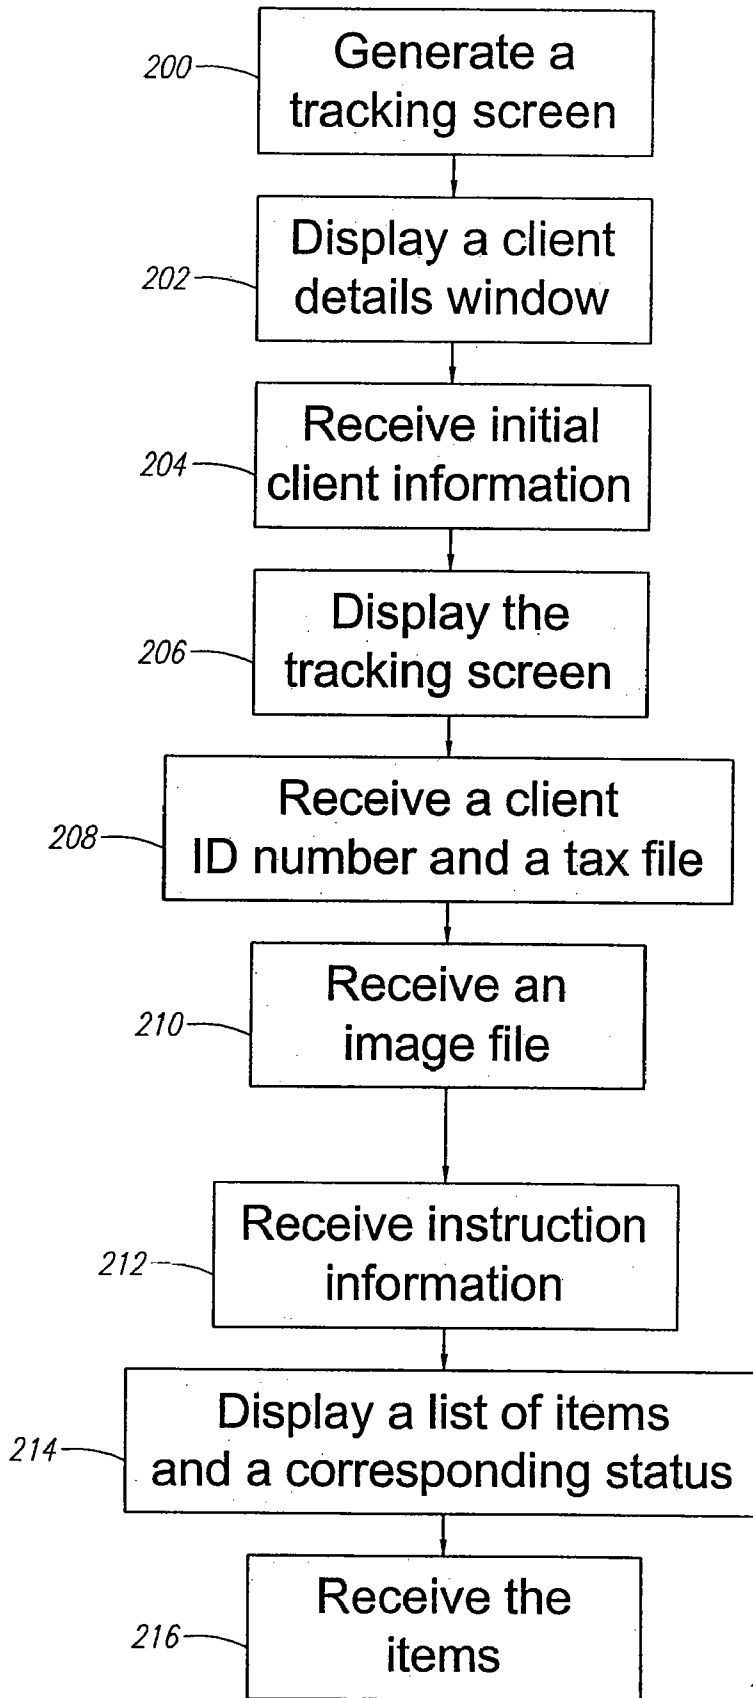 200
Generate a
tracking screen
202
Display a client
details window
204
Receive initial
client information
206
Display the
tracking screen
208
Receive a client
ID number and a tax file
210
Receive an
image file
212
Receive instruction
information
214
Display a list of items
and a corresponding status
216
Receive the
items